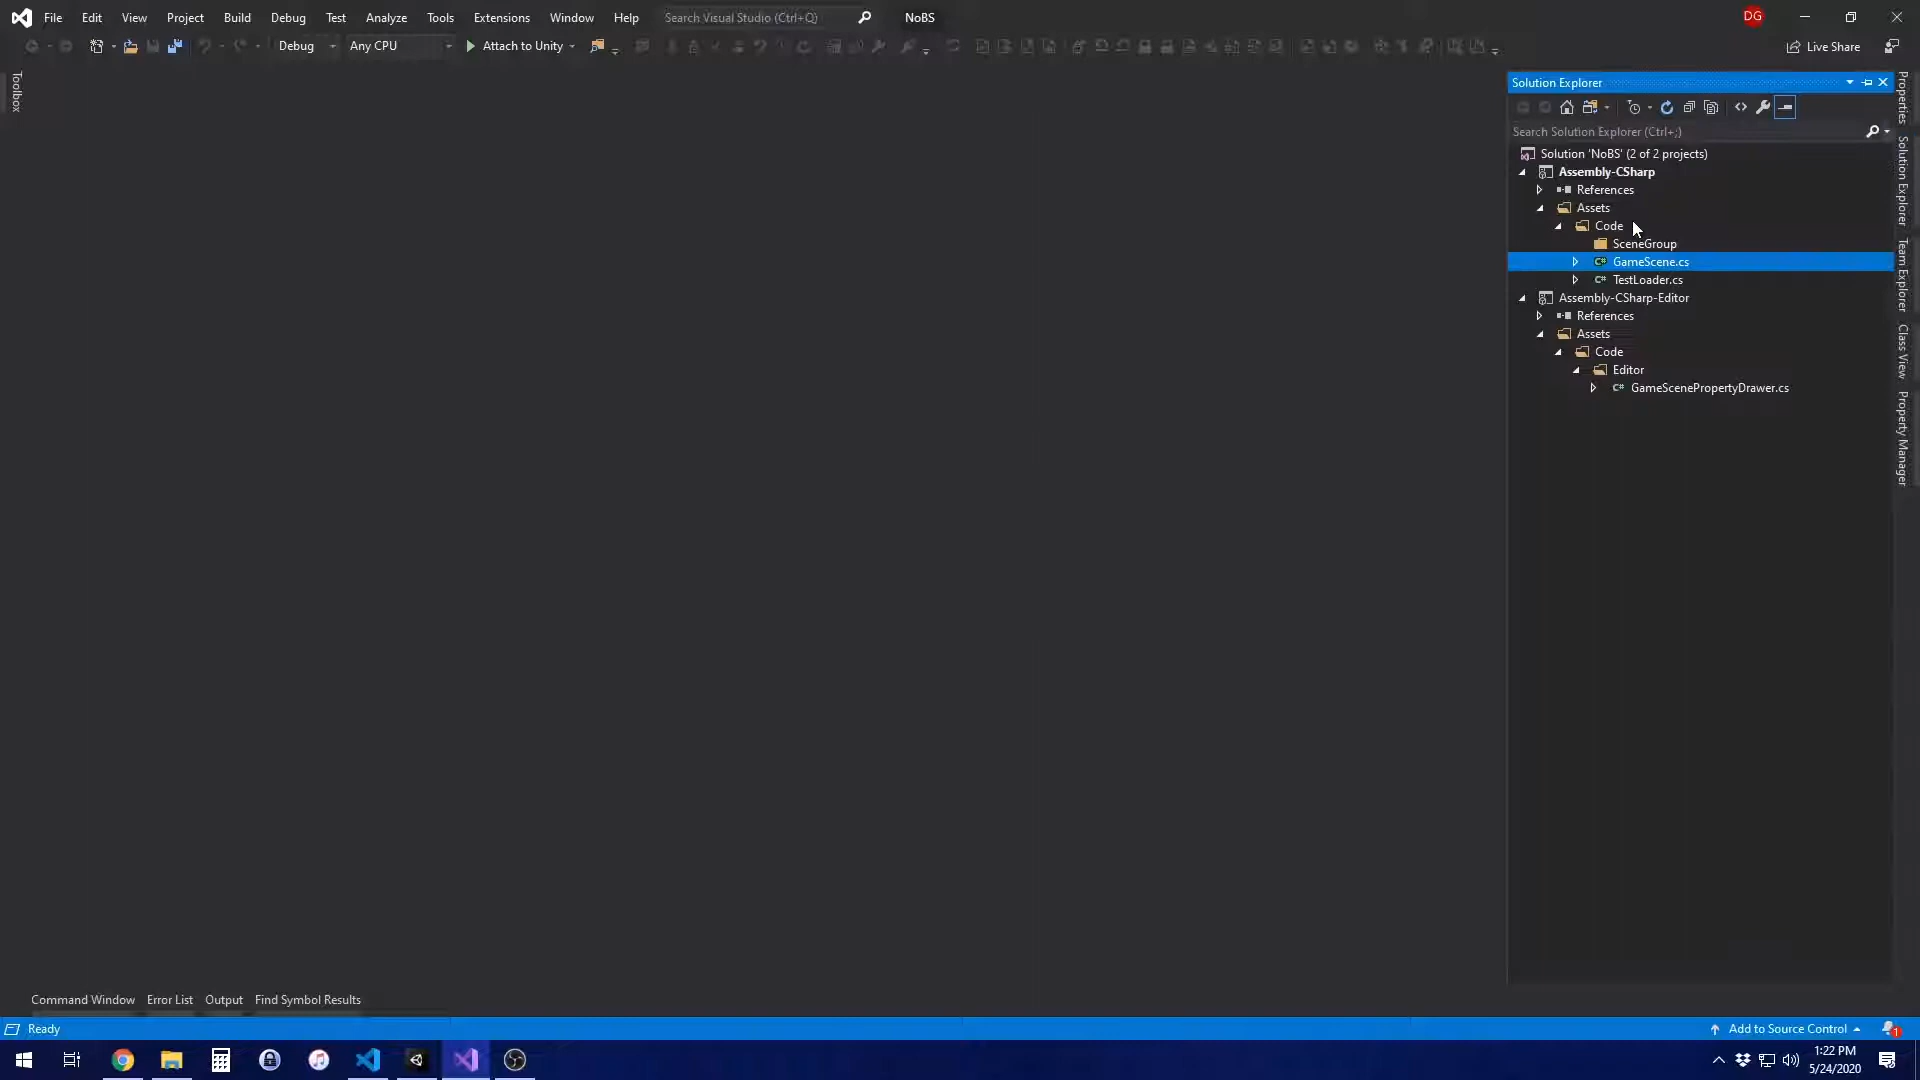 File Edit View Project Build Debug Test Analyze Tools Extensions Window Help Search Visual Studio (Ctrl+Q) NoBS DG
Debug Any CPU Attach to Unity Live Share
Toolbox
Solution Explorer
Search Solution Explorer (Ctrl+;)
Solution 'NoBS' (2 of 2 projects)
Assembly-CSharp
References
Assets
Code
SceneGroup
C# GameScene.cs
C# TestLoader.cs
Assembly-CSharp-Editor
References
Assets
Code
Editor
C# GameScenePropertyDrawer.cs
Properties
Solution Explorer
Team Explorer
Class View
Property Manager
Command Window Error List Output Find Symbol Results
Ready Add to Source Control 1
1:22 PM
5/24/2020